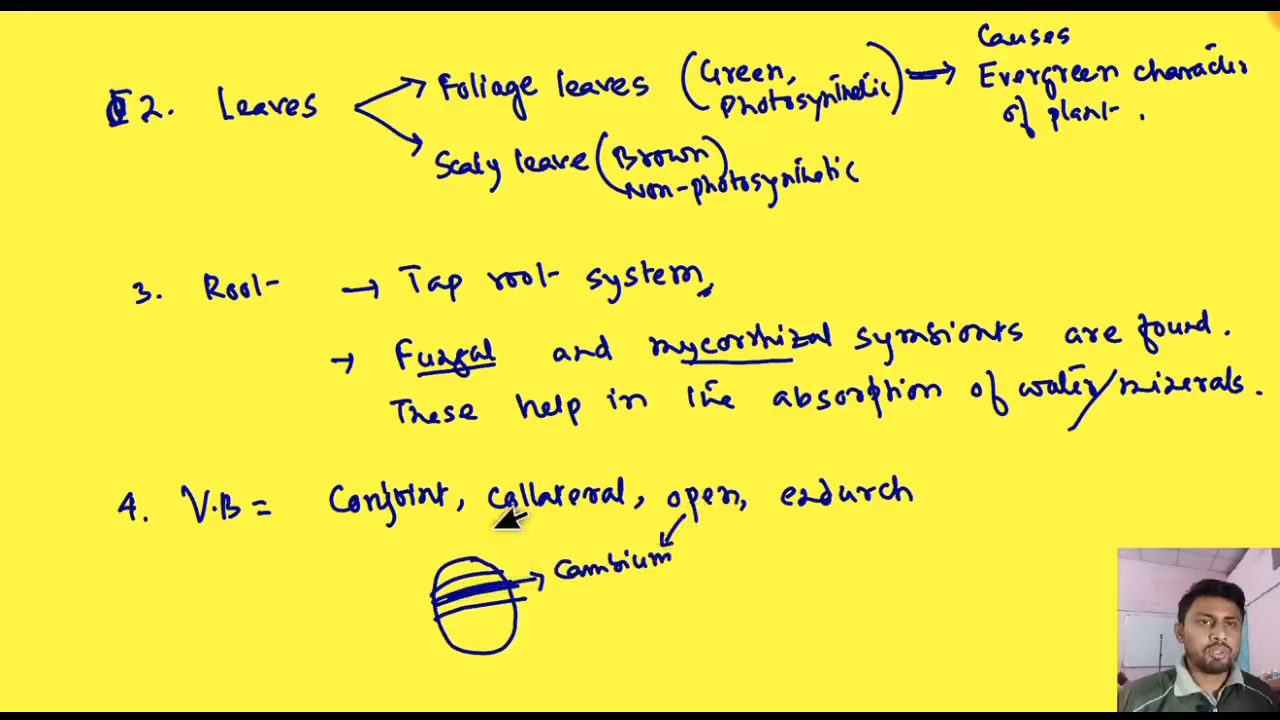 Causes
2. Leaves → Foliage leaves (Green, Photosynthetic) → Evergreen character of plant.
Scaly leave (Brown) Non-photosynthetic
3. Root → Tap root system,
→ Fungal and mycorrhizal symbionts are found.
These help in the absorption of water/minerals.
4. V.B = Conjoint, collateral, open, endurch
Cambium